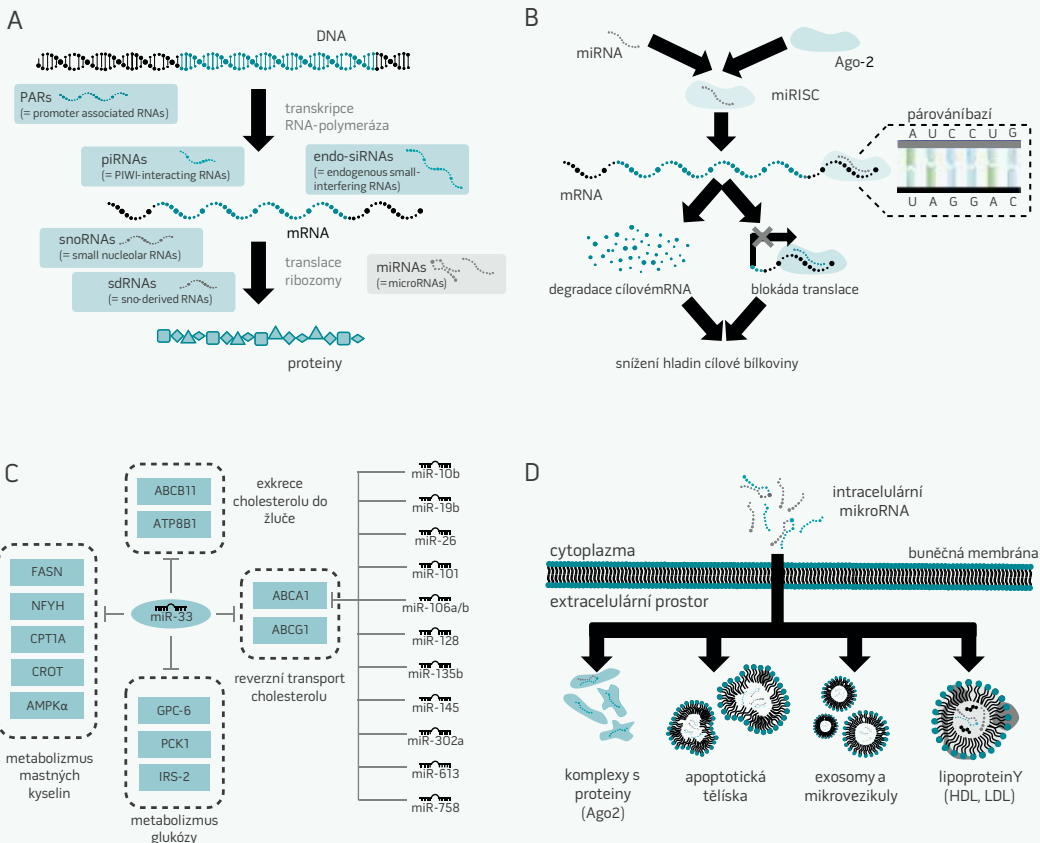 A
DNA
PARs
(= promoter associated RNAs)
transkripce
RNA-polymeráza
piRNAs
(= PIWI-interacting RNAs)
endo-siRNAs
(= endogenous small-
interfering RNAs)
mRNA
snoRNAs
(= small nucleolar RNAs)
translace
ribozomy
miRNAs
(= microRNAs)
sdRNAs
(= sno-derived RNAs)
proteiny
B
miRNA
Ago-2
miRISC
párování bazí
A U C C U G
U A G G A C
mRNA
degradace cílovémRNA
blokáda translace
snížení hladin cílové bílkoviny
C
ABCB11
ATP8B1
exkrece
cholesterolu do
žluče
FASN
NFYH
CPT1A
CROT
AMPKα
metabolizmus
mastných
kyselin
miR-33
ABCA1
ABCG1
reverzní transport
cholesterolu
GPC-6
PCK1
IRS-2
metabolizmus
glukózy
miR-10b
miR-19b
miR-26
miR-101
miR-106a/b
miR-128
miR-135b
miR-145
miR-302a
miR-613
miR-758
D
intracelulární
mikroRNA
cytoplazma
buněčná membrána
extracelulární prostor
komplexy s
proteiny
(Ago2)
apoptotická
tělíska
exosomy a
mikrovezikuly
lipoproteinY
(HDL, LDL)